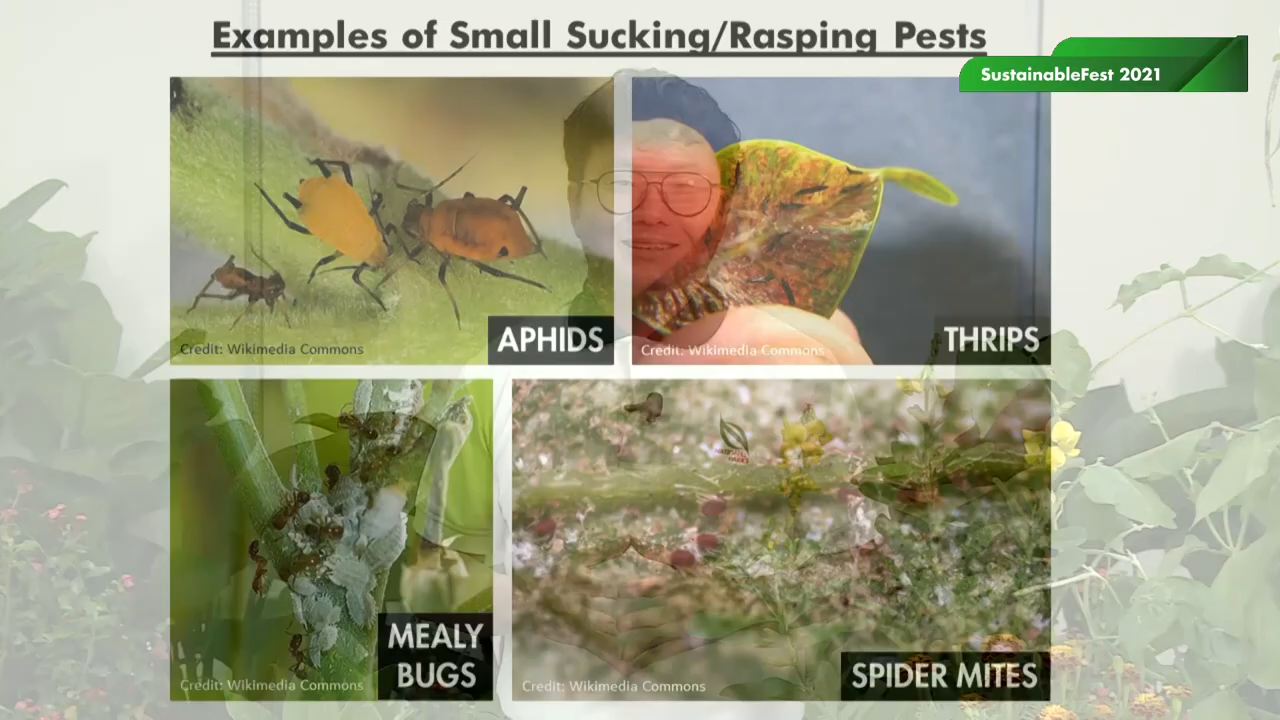 Examples of Small Sucking/Rasping Pests
SustainableFest 2021
Credit: Wikimedia Commons
APHIDS
Credit: Wikimedia Commons
THRIPS
Credit: Wikimedia Commons
MEALY
BUGS
Credit: Wikimedia Commons
SPIDER MITES